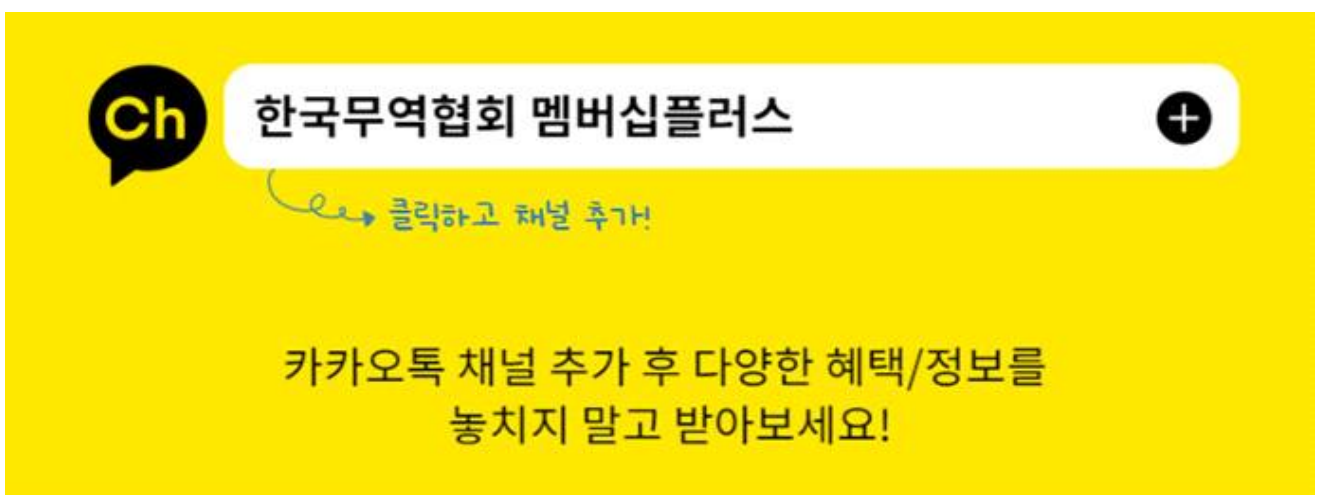 Ch
한국무역협회 멤버십플러스
클릭하고 채널 추가!
카카오톡 채널 추가 후 다양한 혜택/정보를
놓치지 말고 받아보세요!